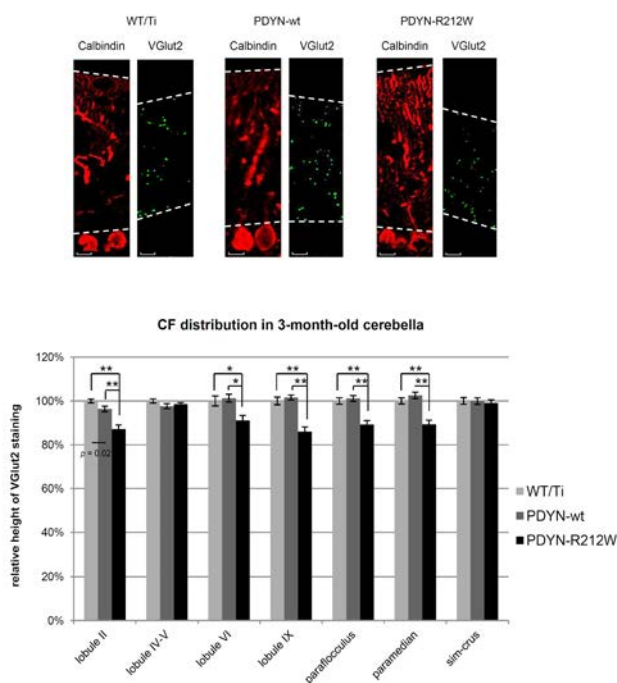 WT/Ti PDYN-wt PDYN-R212W
Calbindin VGlut2 Calbindin VGlut2 Calbindin VGlut2
CF distribution in 3-month-old cerebella
relative height of VGlut2 staining
120%
100%
80%
60%
40%
20%
0%
** ** * * ** ** ** ** ** **
p = 0.02
WT/Ti
PDYN-wt
PDYN-R212W
lobule II lobule IV-V lobule VI lobule IX paraflocculus paramedian sim-crus